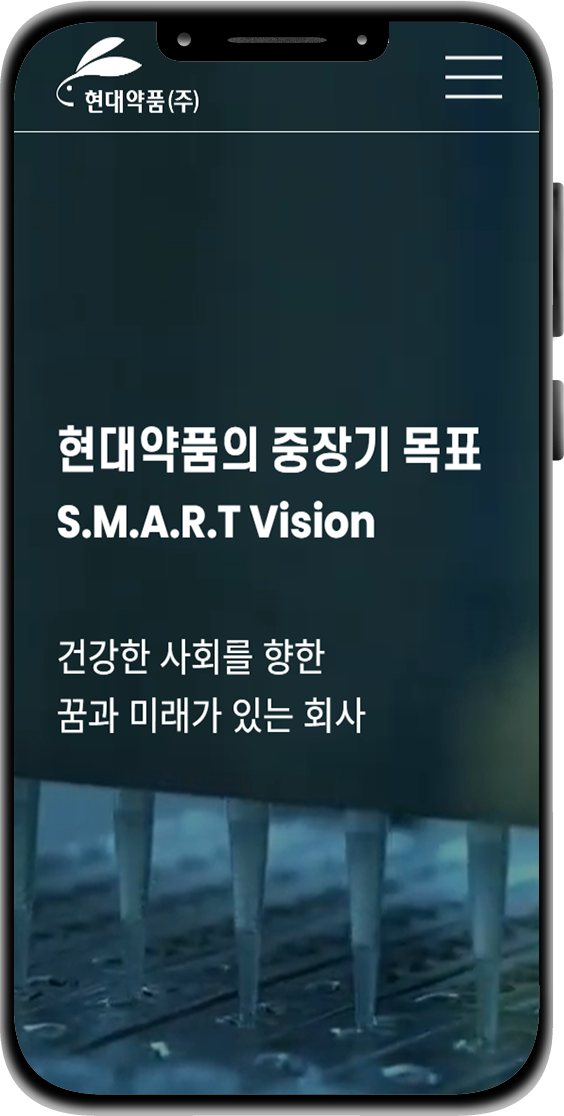 현대약품(주)
현대약품의 중장기 목표
S.M.A.R.T Vision
건강한 사회를 향한
꿈과 미래가 있는 회사